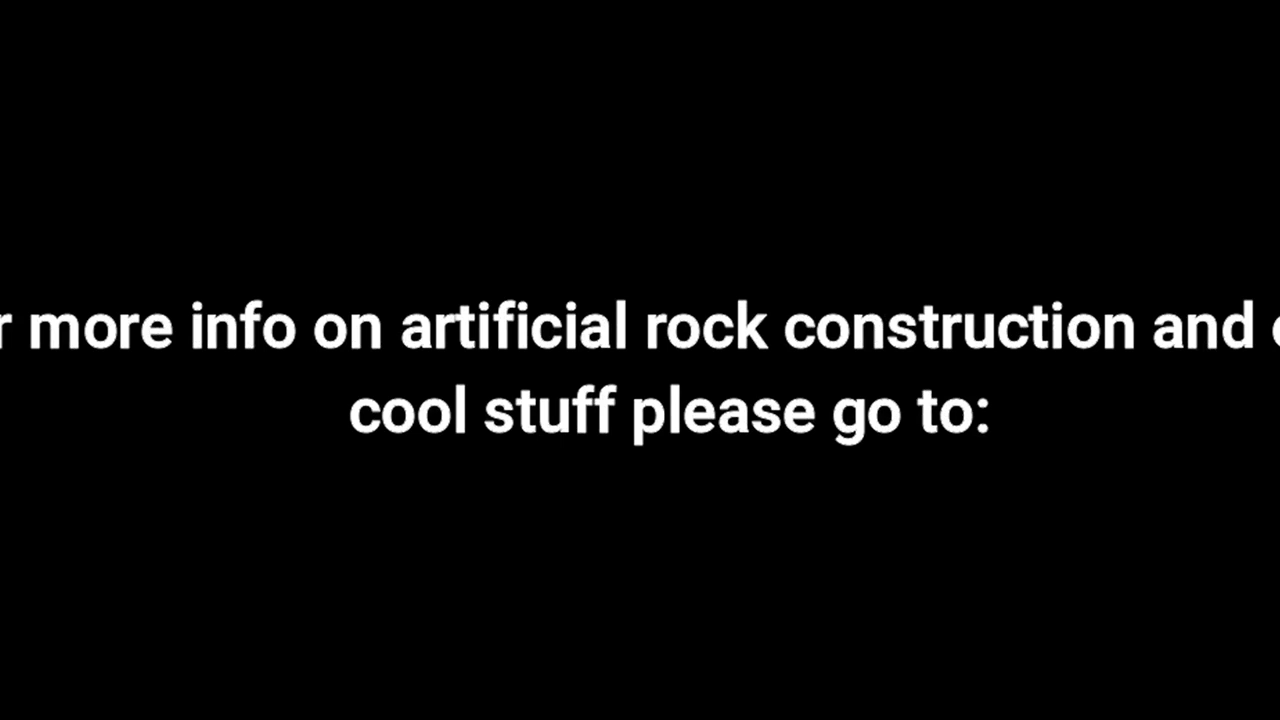 r more info on artificial rock construction and
cool stuff please go to: